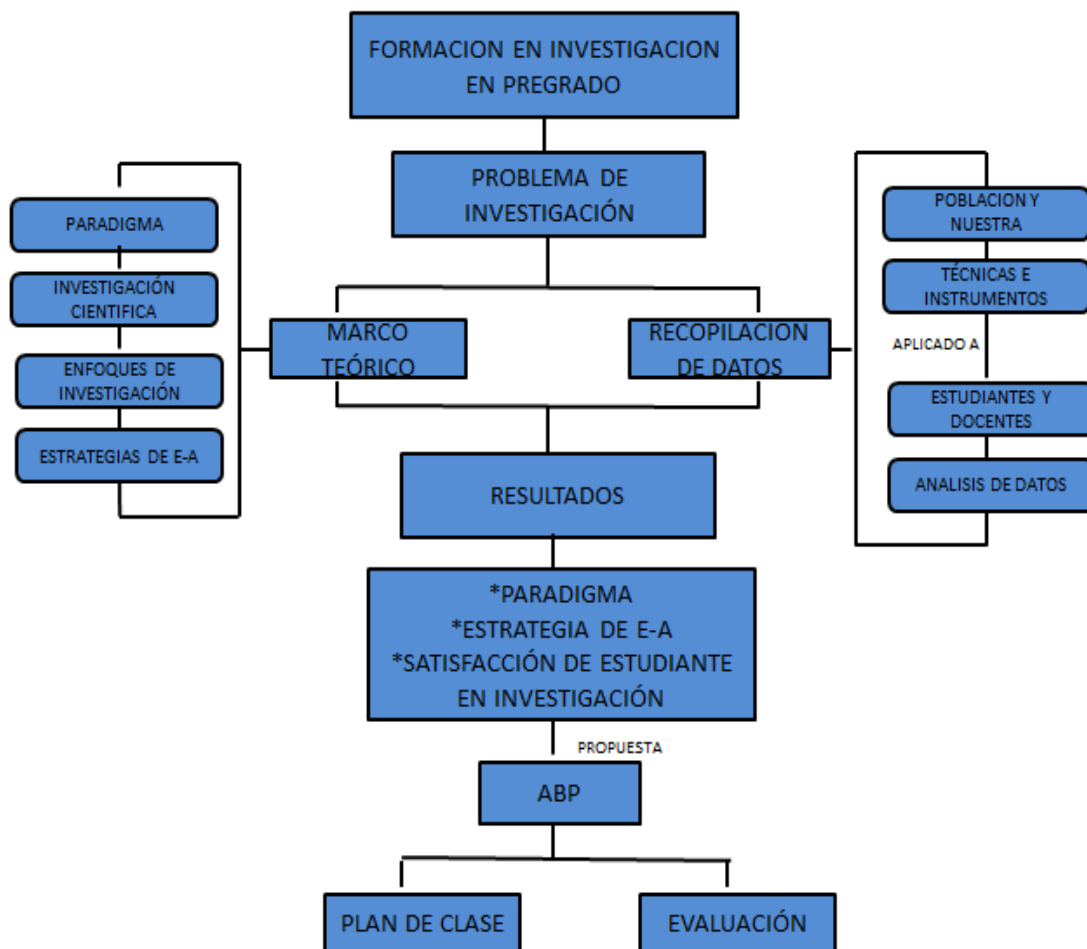 FORMACION EN INVESTIGACION
EN PREGRADO
PROBLEMA DE
INVESTIGACIÓN
PARADIGMA
INVESTIGACIÓN
CIENTIFICA
ENFOQUES DE
INVESTIGACIÓN
ESTRATEGIAS DE E-A
MARCO
TEÓRICO
RECOPILACION
DE DATOS
POBLACION Y
NUESTRA
TÉCNICAS E
INSTRUMENTOS
APLICADO A
ESTUDIANTES Y
DOCENTES
ANALISIS DE DATOS
RESULTADOS
*PARADIGMA
*ESTRATEGIA DE E-A
*SATISFACCIÓN DE ESTUDIANTE
EN INVESTIGACIÓN
PROPUESTA
ABP
PLAN DE CLASE
EVALUACIÓN